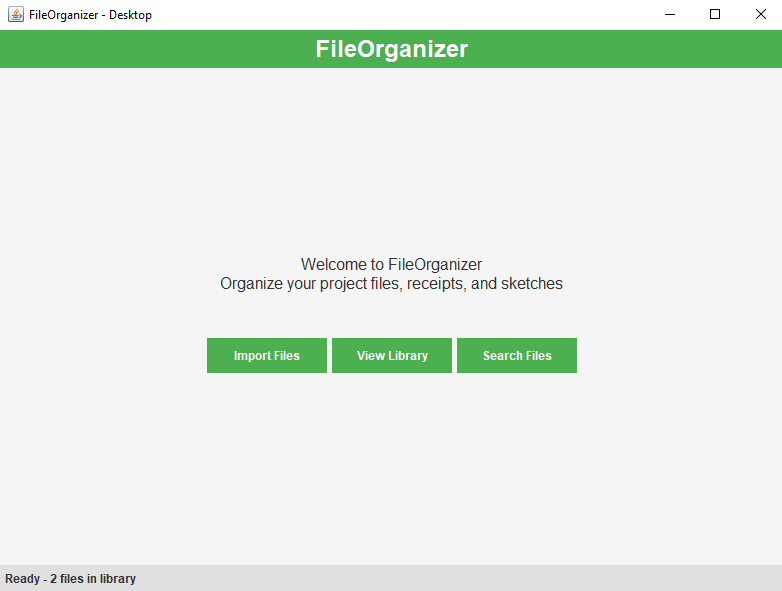 FileOrganizer - Desktop
FileOrganizer
Welcome to FileOrganizer
Organize your project files, receipts, and sketches
Import Files View Library Search Files
Ready - 2 files in library